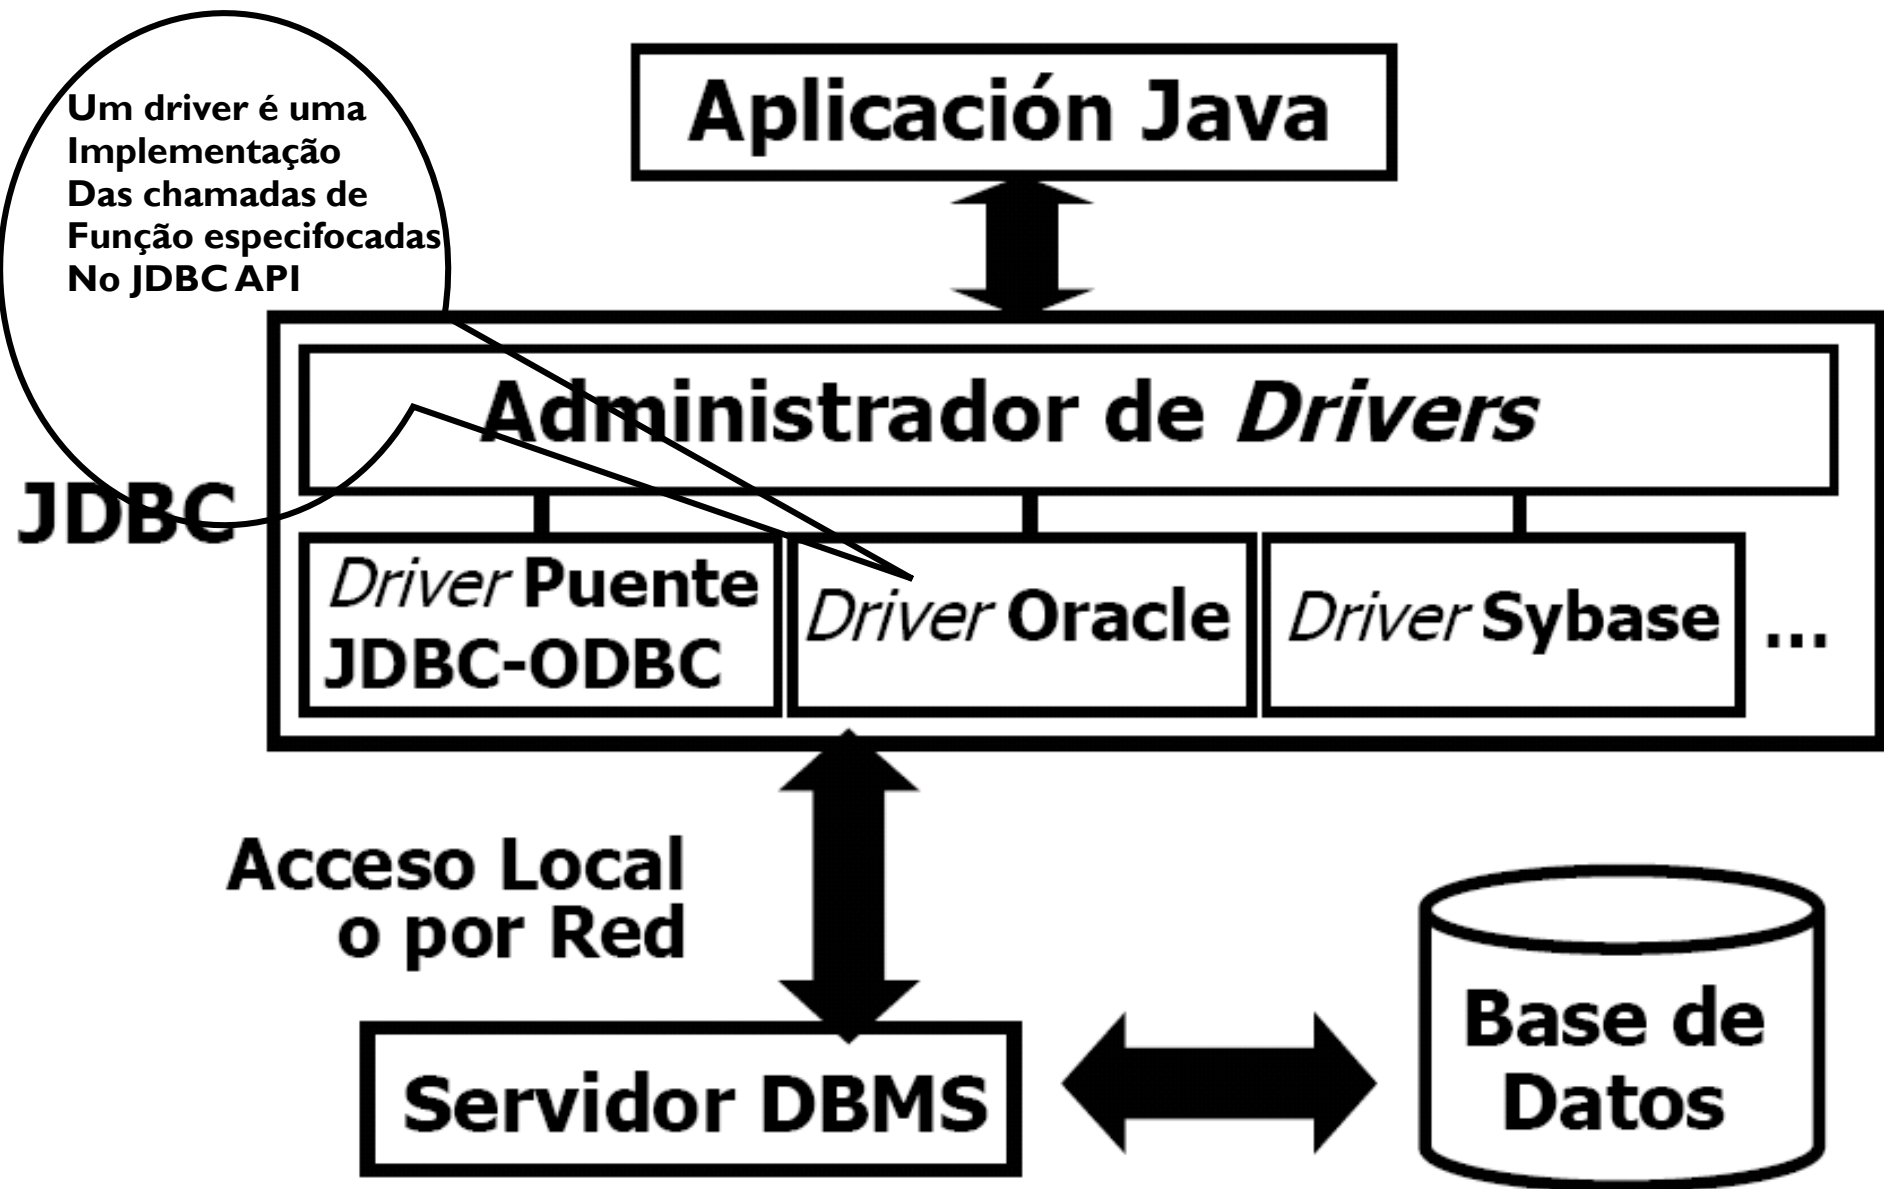 Um driver é uma
Implementação
Das chamadas de
Função especifocadas
No JDBC API
Aplicación Java
Administrador de Drivers
JDBC
Driver Puente
JDBC-ODBC
Driver Oracle
Driver Sybase
...
Acceso Local
o por Red
Servidor DBMS
Base de
Datos